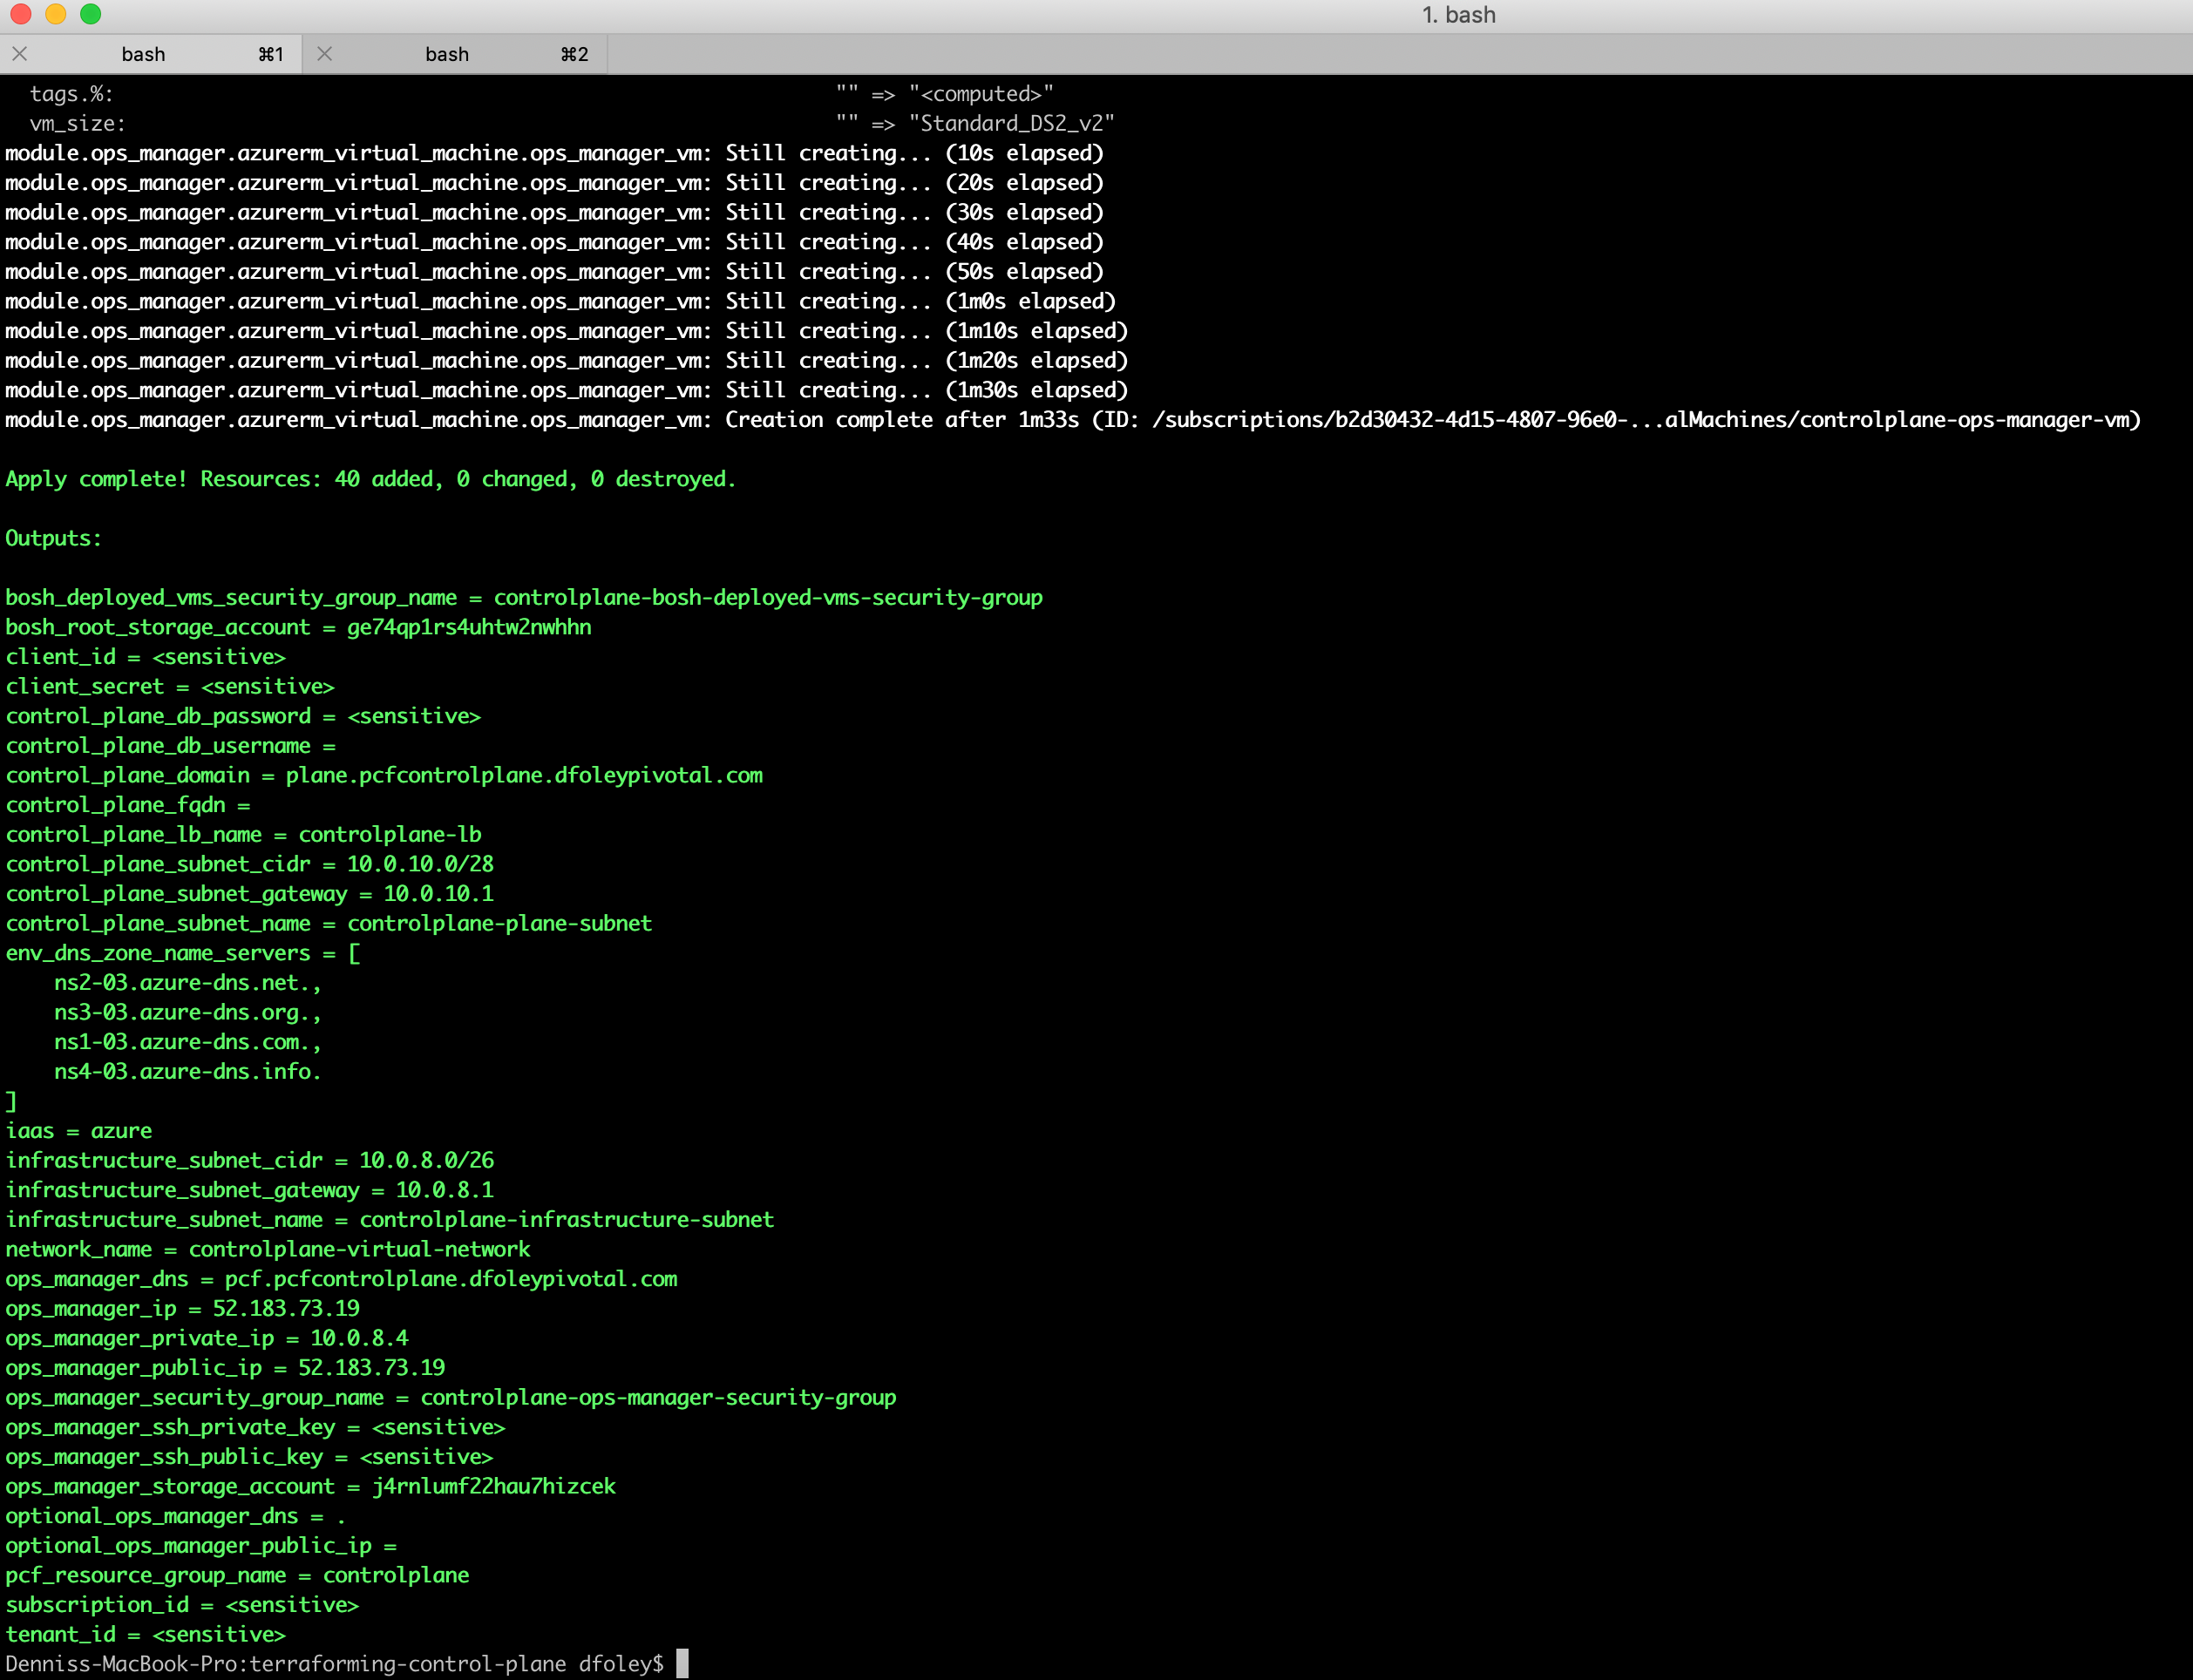 1. bash
bash ⌘1 bash ⌘2
tags.%: "" => "<computed>"
vm_size: "" => "Standard_DS2_v2"
module.ops_manager.azurerm_virtual_machine.ops_manager_vm: Still creating... (10s elapsed)
module.ops_manager.azurerm_virtual_machine.ops_manager_vm: Still creating... (20s elapsed)
module.ops_manager.azurerm_virtual_machine.ops_manager_vm: Still creating... (30s elapsed)
module.ops_manager.azurerm_virtual_machine.ops_manager_vm: Still creating... (40s elapsed)
module.ops_manager.azurerm_virtual_machine.ops_manager_vm: Still creating... (50s elapsed)
module.ops_manager.azurerm_virtual_machine.ops_manager_vm: Still creating... (1m0s elapsed)
module.ops_manager.azurerm_virtual_machine.ops_manager_vm: Still creating... (1m10s elapsed)
module.ops_manager.azurerm_virtual_machine.ops_manager_vm: Still creating... (1m20s elapsed)
module.ops_manager.azurerm_virtual_machine.ops_manager_vm: Still creating... (1m30s elapsed)
module.ops_manager.azurerm_virtual_machine.ops_manager_vm: Creation complete after 1m33s (ID: /subscriptions/b2d30432-4d15-4807-96e0-...alMachines/controlplane-ops-manager-vm)
Apply complete! Resources: 40 added, 0 changed, 0 destroyed.
Outputs:
bosh_deployed_vms_security_group_name = controlplane-bosh-deployed-vms-security-group
bosh_root_storage_account = ge74qp1rs4uhtw2nwhhn
client_id = <sensitive>
client_secret = <sensitive>
control_plane_db_password = <sensitive>
control_plane_db_username =
control_plane_domain = plane.pcfcontrolplane.dfoleypivotal.com
control_plane_fqdn =
control_plane_lb_name = controlplane-lb
control_plane_subnet_cidr = 10.0.10.0/28
control_plane_subnet_gateway = 10.0.10.1
control_plane_subnet_name = controlplane-plane-subnet
env_dns_zone_name_servers = [
ns2-03.azure-dns.net.,
ns3-03.azure-dns.org.,
ns1-03.azure-dns.com.,
ns4-03.azure-dns.info.
]
iaas = azure
infrastructure_subnet_cidr = 10.0.8.0/26
infrastructure_subnet_gateway = 10.0.8.1
infrastructure_subnet_name = controlplane-infrastructure-subnet
network_name = controlplane-virtual-network
ops_manager_dns = pcf.pcfcontrolplane.dfoleypivotal.com
ops_manager_ip = 52.183.73.19
ops_manager_private_ip = 10.0.8.4
ops_manager_public_ip = 52.183.73.19
ops_manager_security_group_name = controlplane-ops-manager-security-group
ops_manager_ssh_private_key = <sensitive>
ops_manager_ssh_public_key = <sensitive>
ops_manager_storage_account = j4rnlumf22hau7hizcek
optional_ops_manager_dns = .
optional_ops_manager_public_ip =
pcf_resource_group_name = controlplane
subscription_id = <sensitive>
tenant_id = <sensitive>
Denniss-MacBook-Pro:terraforming-control-plane dfoley$